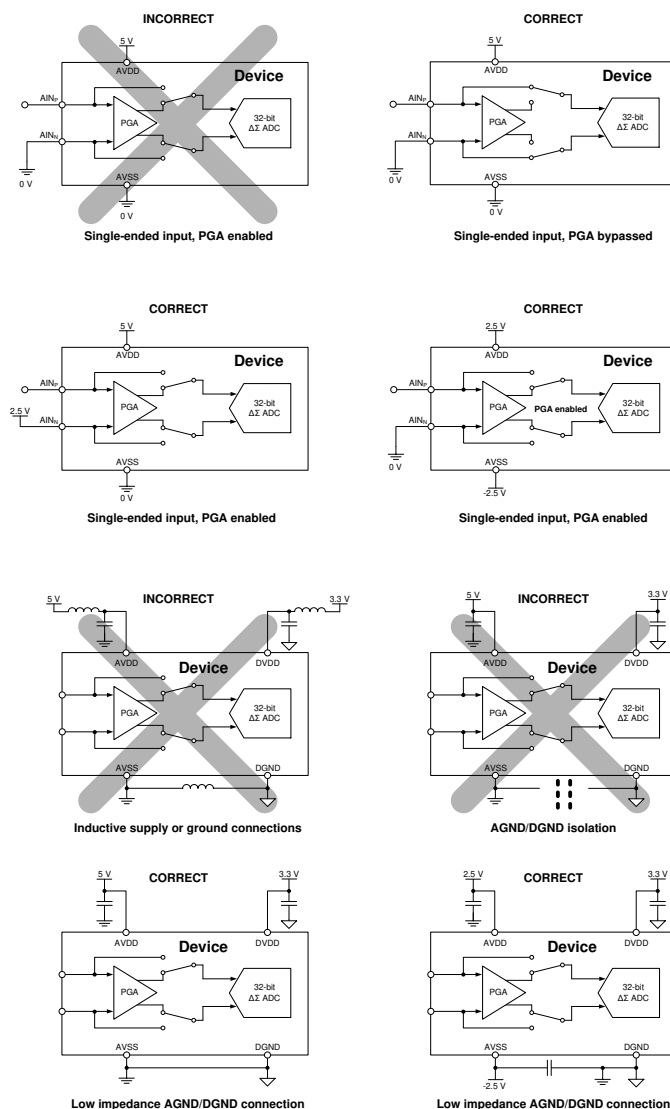 INCORRECT
5 V
AVDD
Device
AINP
PGA
32-bit
ΔΣ ADC
AINN
AVSS
0 V
0 V
Single-ended input, PGA enabled
CORRECT
5 V
AVDD
Device
AINP
PGA
32-bit
ΔΣ ADC
AINN
AVSS
0 V
0 V
Single-ended input, PGA bypassed
CORRECT
5 V
AVDD
Device
AINP
2.5 V
PGA
32-bit
ΔΣ ADC
AINN
AVSS
0 V
Single-ended input, PGA enabled
CORRECT
2.5 V
AVDD
Device
AINP
PGA
PGA enabled
32-bit
ΔΣ ADC
AINN
AVSS
0 V
-2.5 V
Single-ended input, PGA enabled
INCORRECT
5 V
3.3 V
AVDD
DVDD
Device
PGA
32-bit
ΔΣ ADC
AVSS
DGND
Inductive supply or ground connections
INCORRECT
5 V
3.3 V
AVDD
DVDD
Device
PGA
32-bit
ΔΣ ADC
AVSS
DGND
AGND/DGND isolation
CORRECT
5 V
3.3 V
AVDD
DVDD
Device
PGA
32-bit
ΔΣ ADC
AVSS
DGND
Low impedance AGND/DGND connection
CORRECT
2.5 V
3.3 V
AVDD
DVDD
Device
PGA
32-bit
ΔΣ ADC
AVSS
DGND
-2.5 V
Low impedance AGND/DGND connection